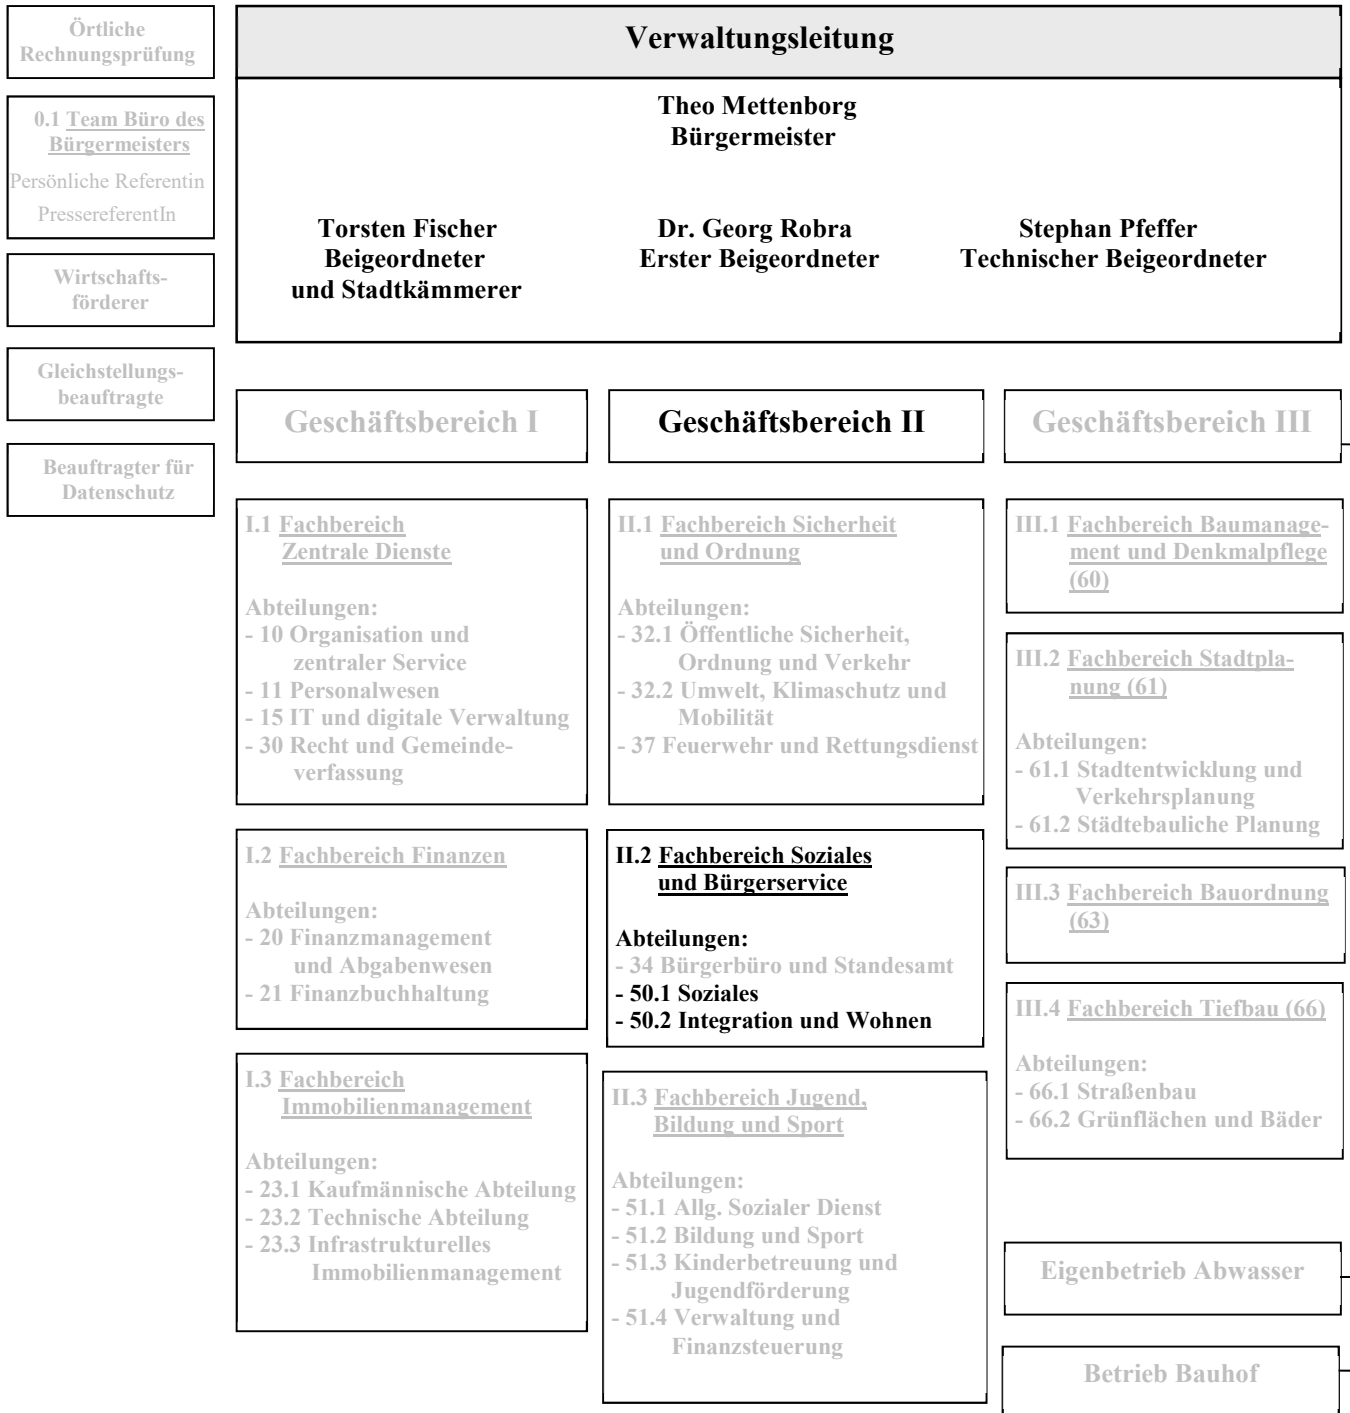 Örtliche
Rechnungsprüfung
0.1 Team Büro des
Bürgermeisters
Persönliche Referentin
PressereferentIn
Wirtschafts-
förderer
Gleichstellungs-
beauftragte
Beauftragter für
Datenschutz
Verwaltungsleitung
Theo Mettenborg
Bürgermeister
Torsten Fischer
Beigeordneter
und Stadtkämmerer
Dr. Georg Robra
Erster Beigeordneter
Stephan Pfeffer
Technischer Beigeordneter
Geschäftsbereich I
I.1 Fachbereich
Zentrale Dienste
Abteilungen:
- 10 Organisation und
zentraler Service
- 11 Personalwesen
- 15 IT und digitale Verwaltung
- 30 Recht und Gemeinde-
verfassung
I.2 Fachbereich Finanzen
Abteilungen:
- 20 Finanzmanagement
und Abgabenwesen
- 21 Finanzbuchhaltung
I.3 Fachbereich
Immobilienmanagement
Abteilungen:
- 23.1 Kaufmännische Abteilung
- 23.2 Technische Abteilung
- 23.3 Infrastrukturelles
Immobilienmanagement
Geschäftsbereich II
II.1 Fachbereich Sicherheit
und Ordnung
Abteilungen:
- 32.1 Öffentliche Sicherheit,
Ordnung und Verkehr
- 32.2 Umwelt, Klimaschutz und
Mobilität
- 37 Feuerwehr und Rettungsdienst
II.2 Fachbereich Soziales
und Bürgerservice
Abteilungen:
- 34 Bürgerbüro und Standesamt
- 50.1 Soziales
- 50.2 Integration und Wohnen
II.3 Fachbereich Jugend,
Bildung und Sport
Abteilungen:
- 51.1 Allg. Sozialer Dienst
- 51.2 Bildung und Sport
- 51.3 Kinderbetreuung und
Jugendförderung
- 51.4 Verwaltung und
Finanzsteuerung
Geschäftsbereich III
III.1 Fachbereich Baumanage-
ment und Denkmalpflege
(60)
III.2 Fachbereich Stadtpla-
nung (61)
Abteilungen:
- 61.1 Stadtentwicklung und
Verkehrsplanung
- 61.2 Städtebauliche Planung
III.3 Fachbereich Bauordnung
(63)
III.4 Fachbereich Tiefbau (66)
Abteilungen:
- 66.1 Straßenbau
- 66.2 Grünflächen und Bäder
Eigenbetrieb Abwasser
Betrieb Bauhof